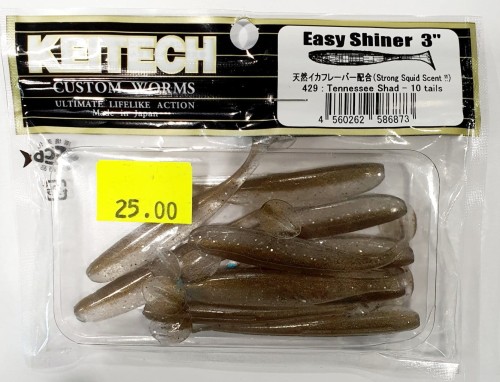 KEITECH
CUSTOM WORMS
ULTIMATE LIFELIKE ACTION
Made in Japan
Easy Shiner 3"
天然イカフレーバー配合(Strong Squid Scent !!)
429 : Tennessee Shad - 10 tails
4 560262 586873
25.00